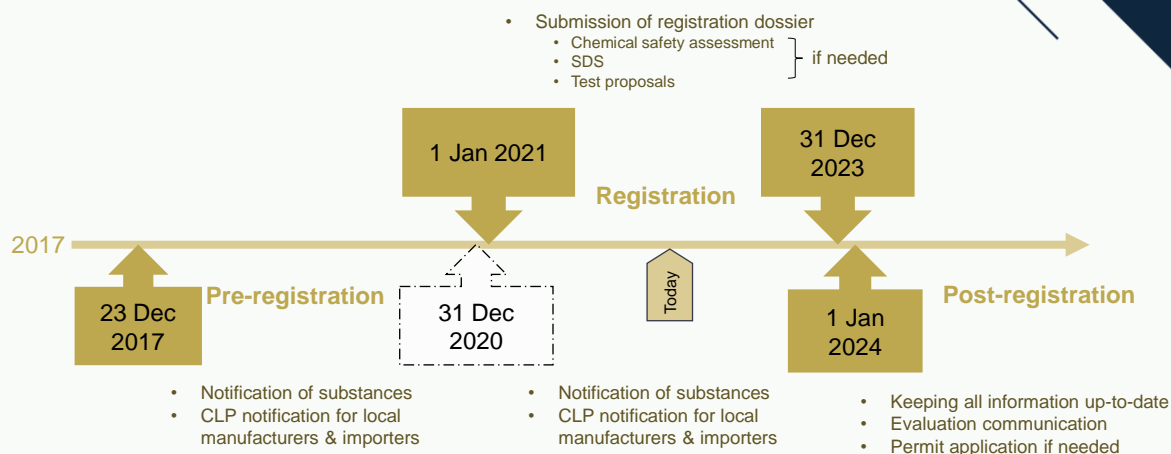 • Submission of registration dossier
• Chemical safety assessment
• SDS
• Test proposals
if needed
1 Jan 2021
31 Dec
2023
Registration
2017
Pre-registration
23 Dec
2017
31 Dec
2020
Today
Post-registration
1 Jan
2024
• Notification of substances
• CLP notification for local
manufacturers & importers
• Notification of substances
• CLP notification for local
manufacturers & importers
• Keeping all information up-to-date
• Evaluation communication
• Permit application if needed